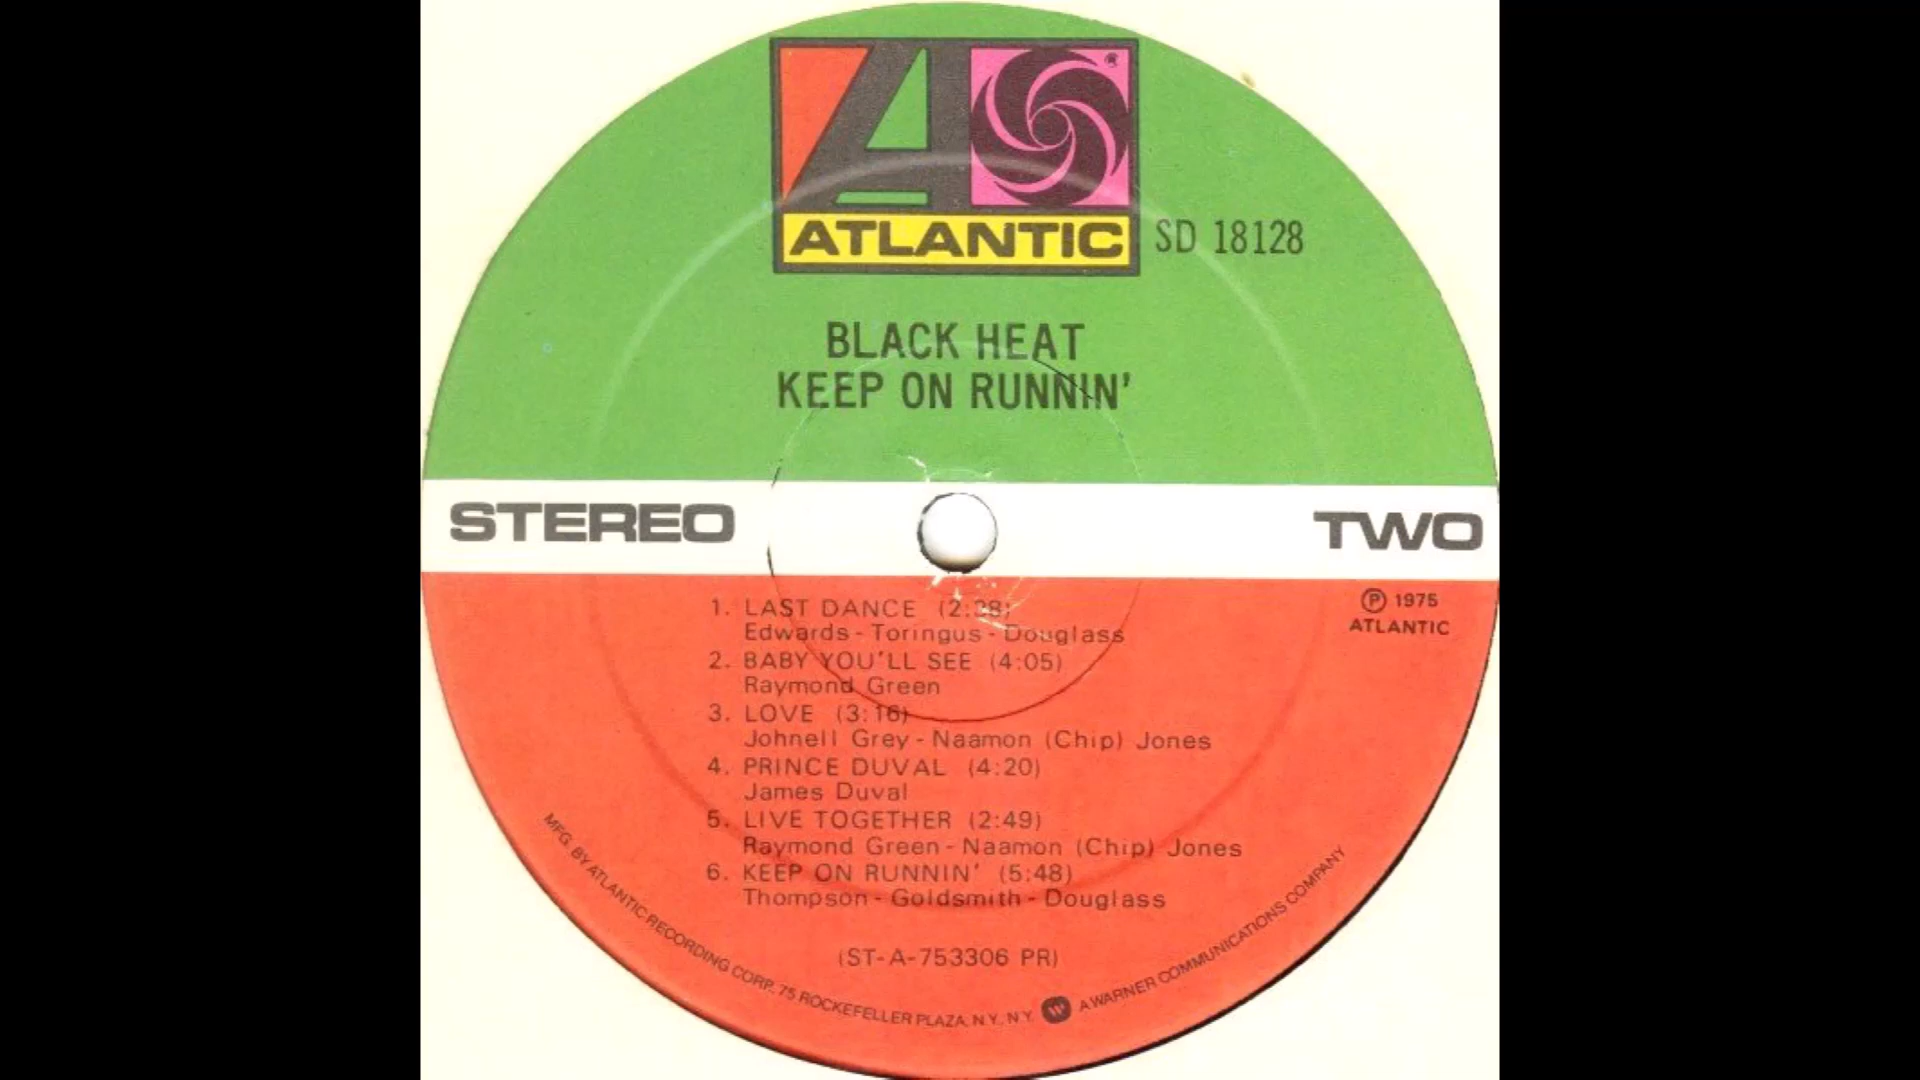 ATLANTIC
SD 18128
BLACK HEAT
KEEP ON RUNNIN'
STEREO
TWO
℗ 1975
ATLANTIC
1. LAST DANCE (2:38)
Edwards - Toringus - Douglass
2. BABY YOU'LL SEE (4:05)
Raymond Green
3. LOVE (3:16)
Johnell Grey - Naamon (Chip) Jones
4. PRINCE DUVAL (4:20)
James Duval
5. LIVE TOGETHER (2:49)
Raymond Green - Naamon (Chip) Jones
6. KEEP ON RUNNIN' (5:48)
Thompson - Goldsmith - Douglass
(ST-A-753306 PR)
MFG. BY ATLANTIC RECORDING CORP., 75 ROCKEFELLER PLAZA, N.Y., N.Y. A WARNER COMMUNICATIONS COMPANY